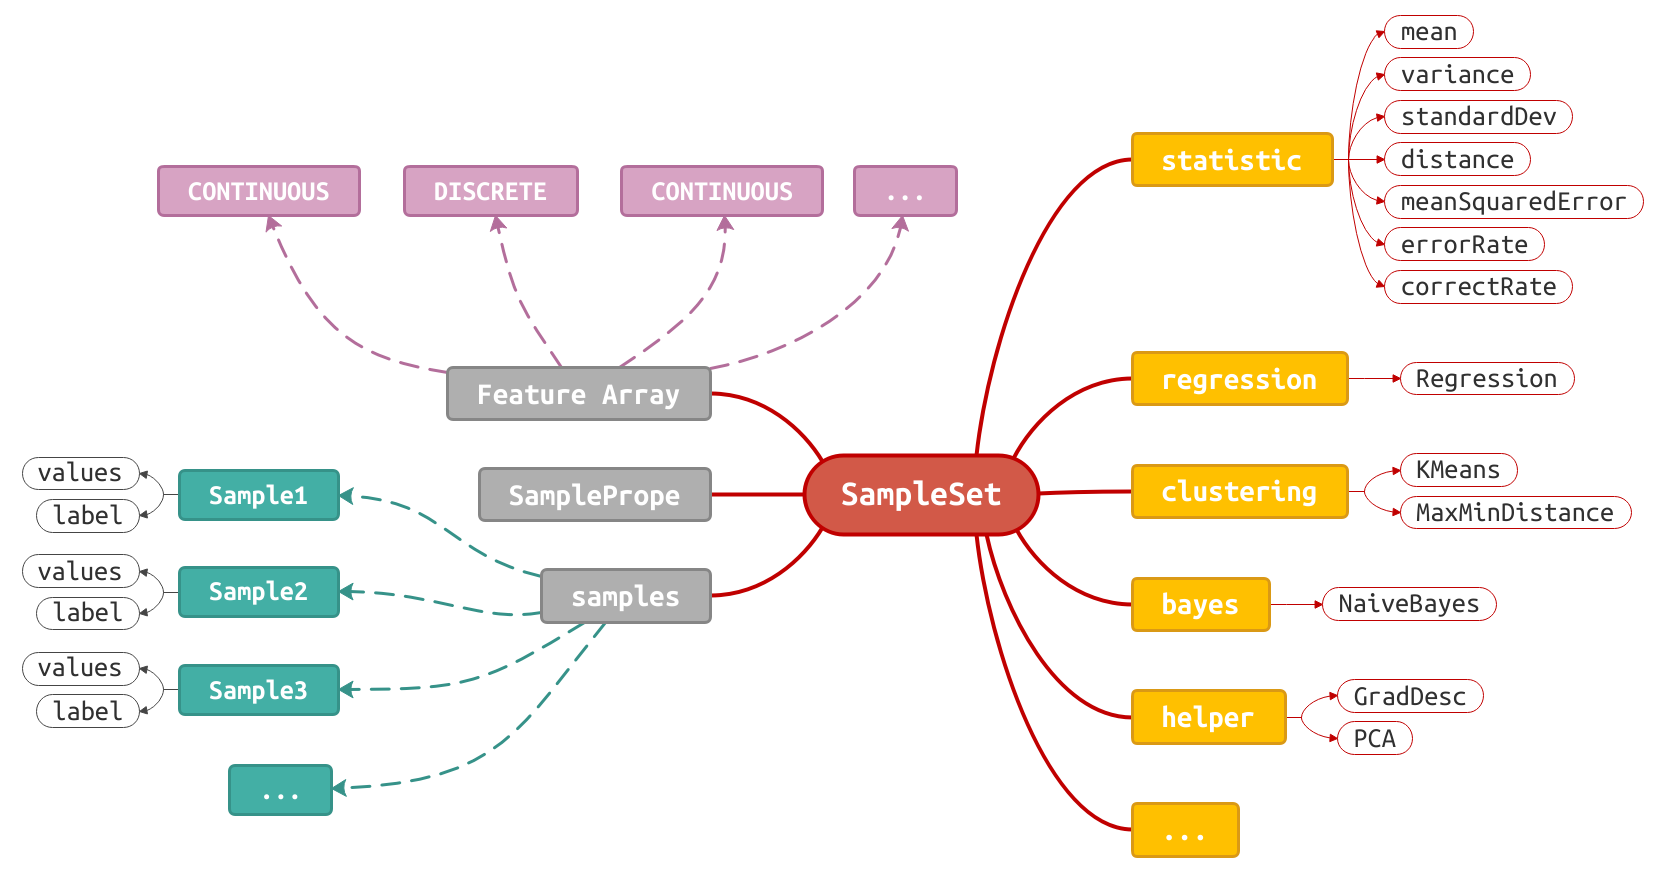 CONTINUOUS
DISCRETE
CONTINUOUS
...
Feature Array
SamplePrope
samples
Sample1
values
label
Sample2
values
label
Sample3
values
label
...
SampleSet
statistic
mean
variance
standardDev
distance
meanSquaredError
errorRate
correctRate
regression
Regression
clustering
KMeans
MaxMinDistance
bayes
NaiveBayes
helper
GradDesc
PCA
...